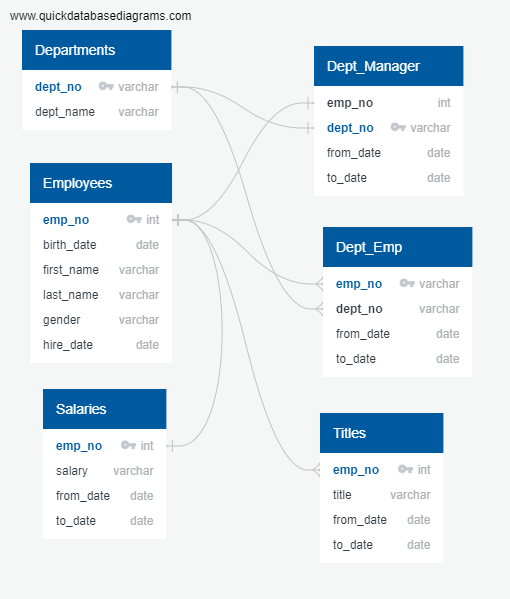 www.quickdatabasediagrams.com
Departments
dept_no varchar
dept_name varchar
Employees
emp_no int
birth_date date
first_name varchar
last_name varchar
gender varchar
hire_date date
Salaries
emp_no int
salary varchar
from_date date
to_date date
Dept_Manager
emp_no int
dept_no varchar
from_date date
to_date date
Dept_Emp
emp_no varchar
dept_no varchar
from_date date
to_date date
Titles
emp_no int
title varchar
from_date date
to_date date